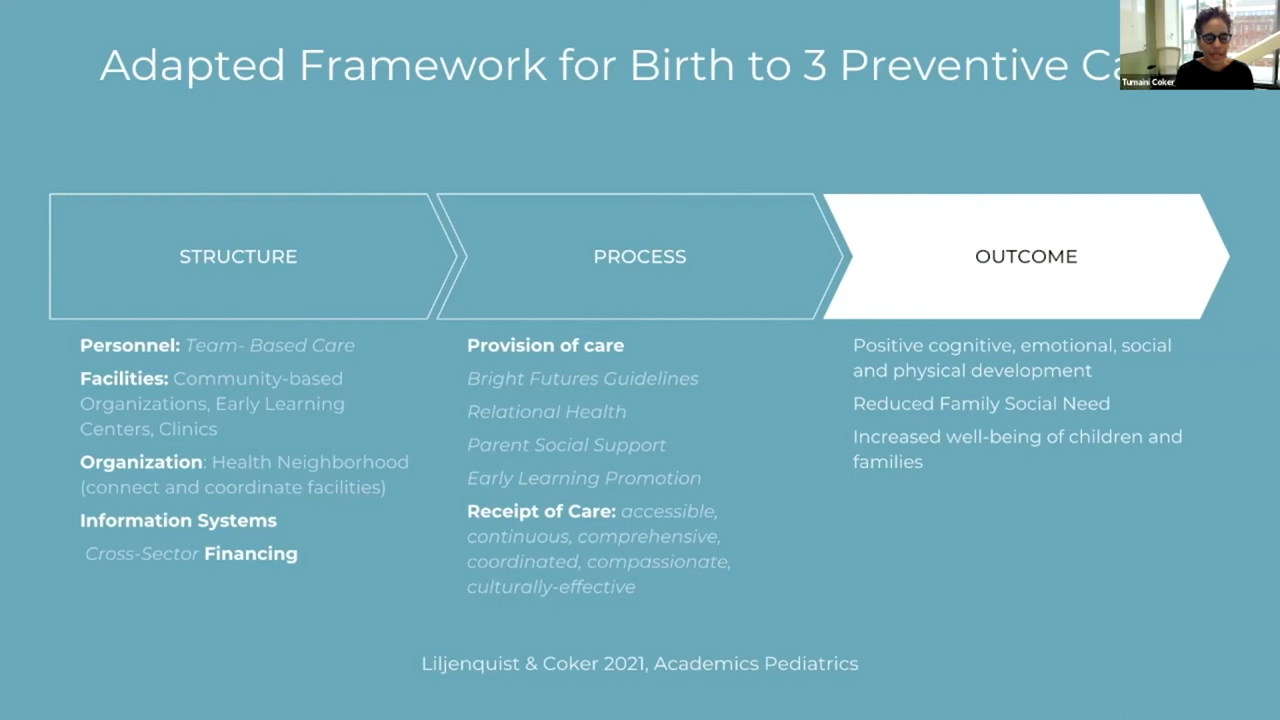 Adapted Framework for Birth to 3 Preventive
Tumani Coker
STRUCTURE
PROCESS
OUTCOME
Personnel: Team- Based Care
Facilities: Community-based
Organizations, Early Learning
Centers, Clinics
Organization: Health Neighborhood
(connect and coordinate facilities)
Information Systems
Cross-Sector Financing
Provision of care
Bright Futures Guidelines
Relational Health
Parent Social Support
Early Learning Promotion
Receipt of Care: accessible,
continuous, comprehensive,
coordinated, compassionate,
culturally-effective
Positive cognitive, emotional, social
and physical development
Reduced Family Social Need
Increased well-being of children and
families
Liljenquist & Coker 2021, Academics Pediatrics